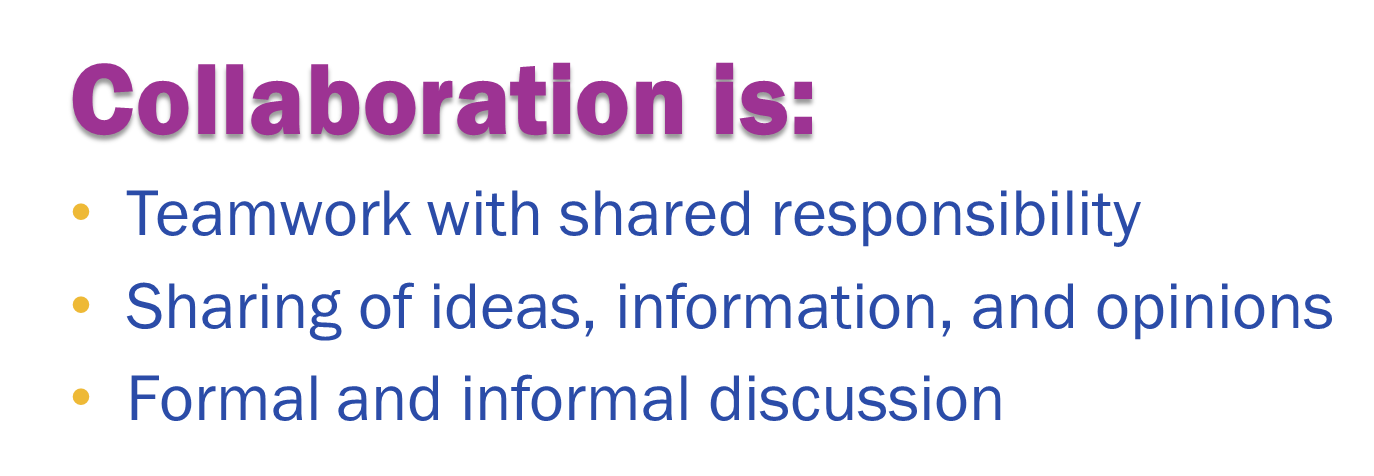 Collaboration is:
• Teamwork with shared responsibility
• Sharing of ideas, information, and opinions
• Formal and informal discussion